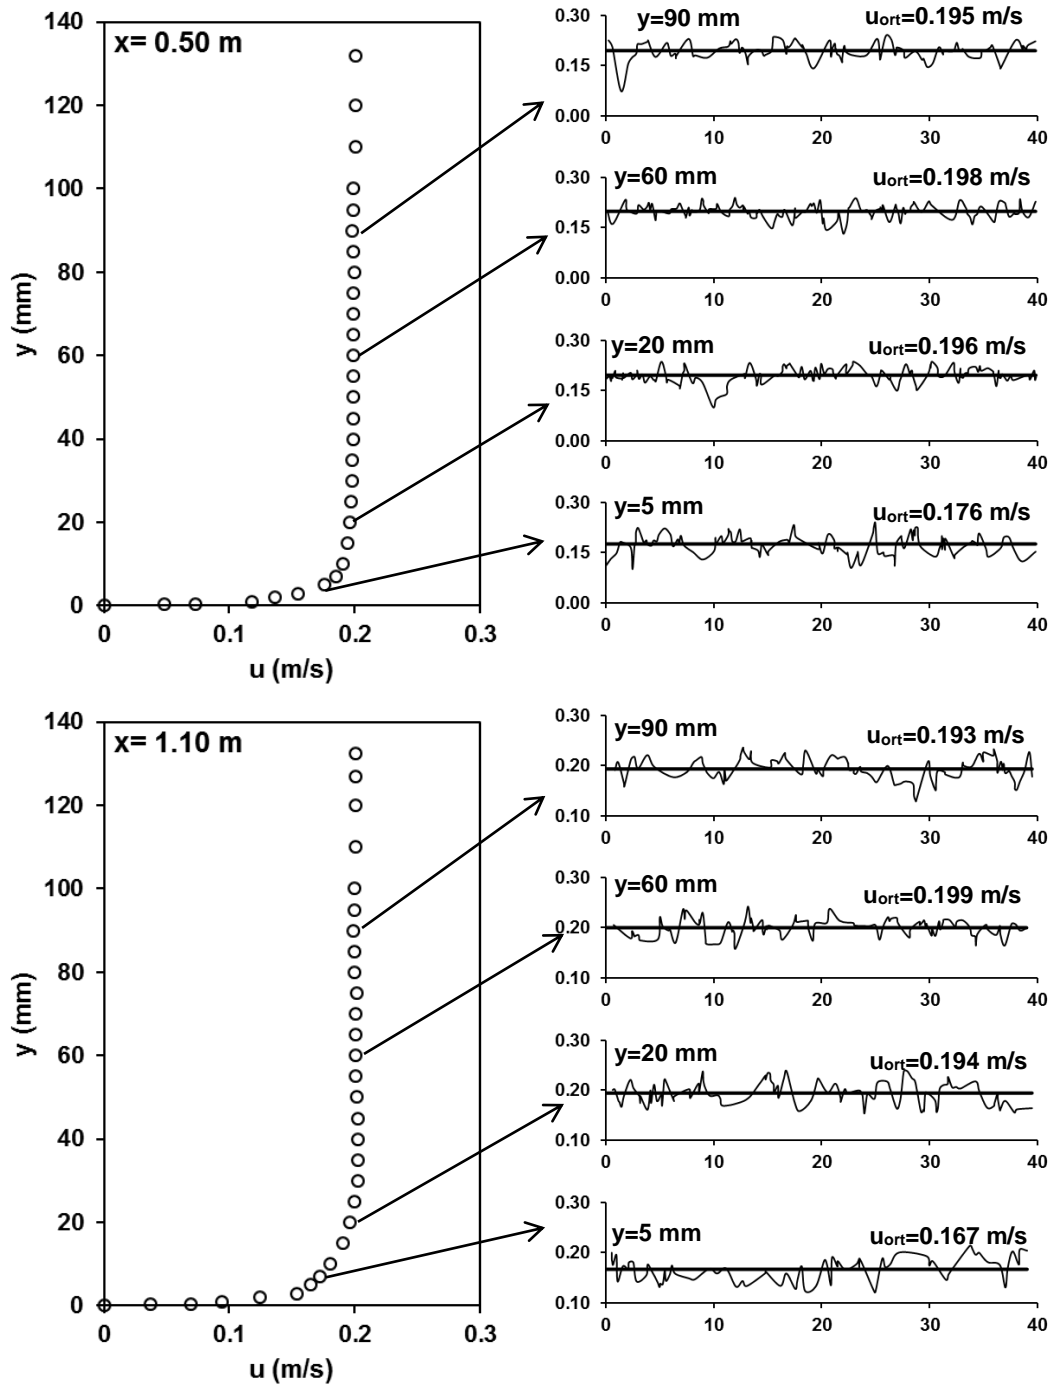 x= 0.50 m
y (mm)
140
120
100
80
60
40
20
0
0 0.1 0.2 0.3
u (m/s)
y=90 mm uort=0.195 m/s
0.30
0.15
0.00
0 10 20 30 40
y=60 mm uort=0.198 m/s
0.30
0.15
0.00
0 10 20 30 40
y=20 mm uort=0.196 m/s
0.30
0.15
0.00
0 10 20 30 40
y=5 mm uort=0.176 m/s
0.30
0.15
0.00
0 10 20 30 40
x= 1.10 m
y (mm)
140
120
100
80
60
40
20
0
0 0.1 0.2 0.3
u (m/s)
y=90 mm uort=0.193 m/s
0.30
0.20
0.10
0 10 20 30 40
y=60 mm uort=0.199 m/s
0.30
0.20
0.10
0 10 20 30 40
y=20 mm uort=0.194 m/s
0.30
0.20
0.10
0 10 20 30 40
y=5 mm uort=0.167 m/s
0.30
0.20
0.10
0 10 20 30 40